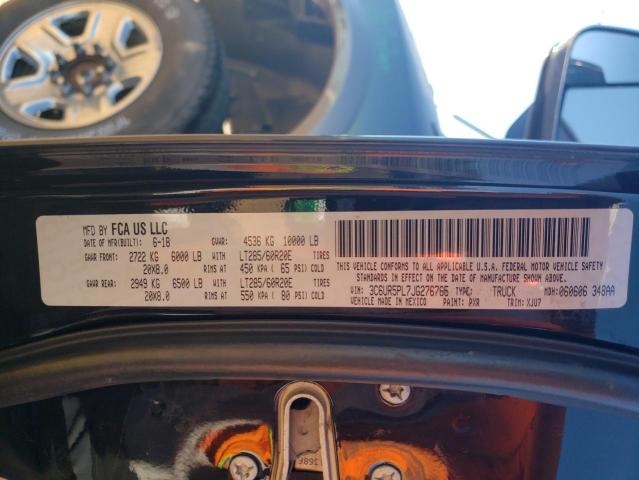 MFD BY FCA US LLC
DATE OF MFR(BUILT): 6-18 GVWR: 4536 KG 10000 LB
GAWR FRONT: 2722 KG 6000 LB WITH LT285/60R20E TIRES
20X8.0 RIMS AT 450 KPA ( 65 PSI) COLD
GAWR REAR: 2949 KG 6500 LB WITH LT285/60R20E TIRES
20X8.0 RIMS AT 550 KPA ( 80 PSI) COLD
THIS VEHICLE CONFORMS TO ALL APPLICABLE U.S.A. FEDERAL MOTOR VEHICLE SAFETY
STANDARDS IN EFFECT ON THE DATE OF MANUFACTURE SHOWN ABOVE.
VIN: 3C6UR5PL7JG276766 TYPE: TRUCK MDH: 060606 348AA
VEHICLE MADE IN MEXICO PAINT: PXR TRIM: XJU7